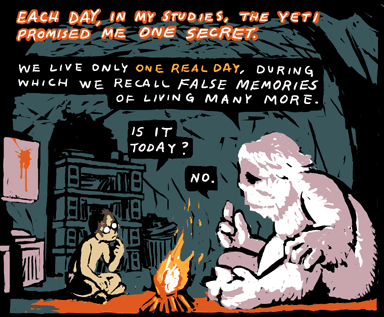 EACH DAY, IN MY STUDIES, THE YETI
PROMISED ME ONE SECRET.
WE LIVE ONLY ONE REAL DAY, DURING
WHICH WE RECALL FALSE MEMORIES
OF LIVING MANY MORE.
IS IT
TODAY?
NO.